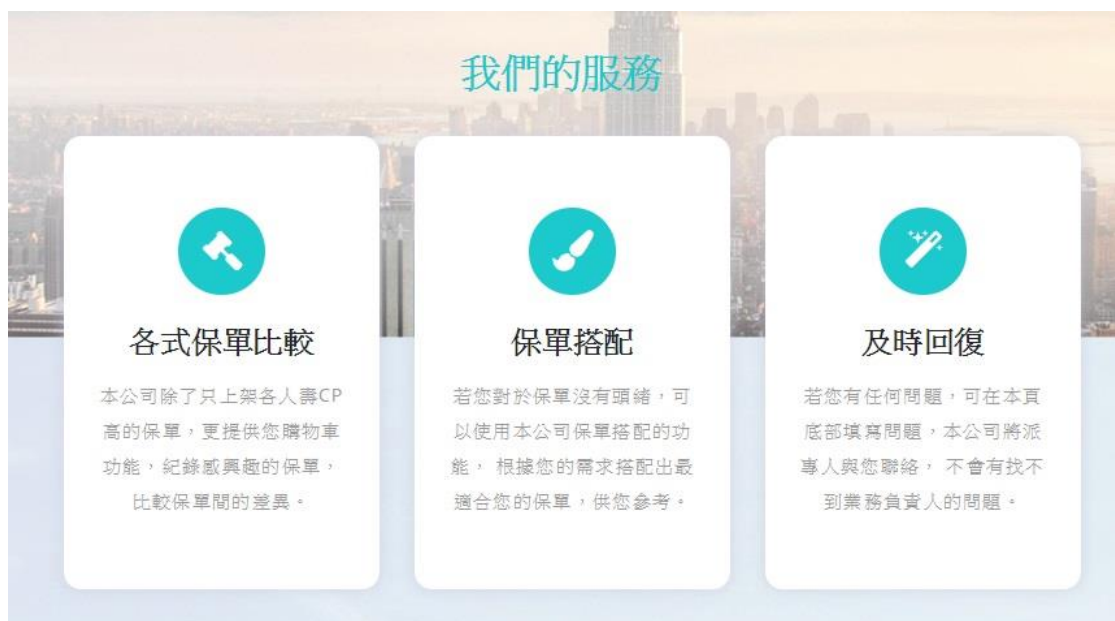 我們的服務
各式保單比較
本公司除了只上架各人壽CP
高的保單，更提供您購物車
功能，紀錄感興趣的保單，
比較保單間的差異。
保單搭配
若您對於保單沒有頭緒，可
以使用本公司保單搭配的功
能， 根據您的需求搭配出最
適合您的保單，供您參考。
及時回復
若您有任何問題，可在本頁
底部填寫問題，本公司將派
專人與您聯絡， 不會有找不
到業務負責人的問題。